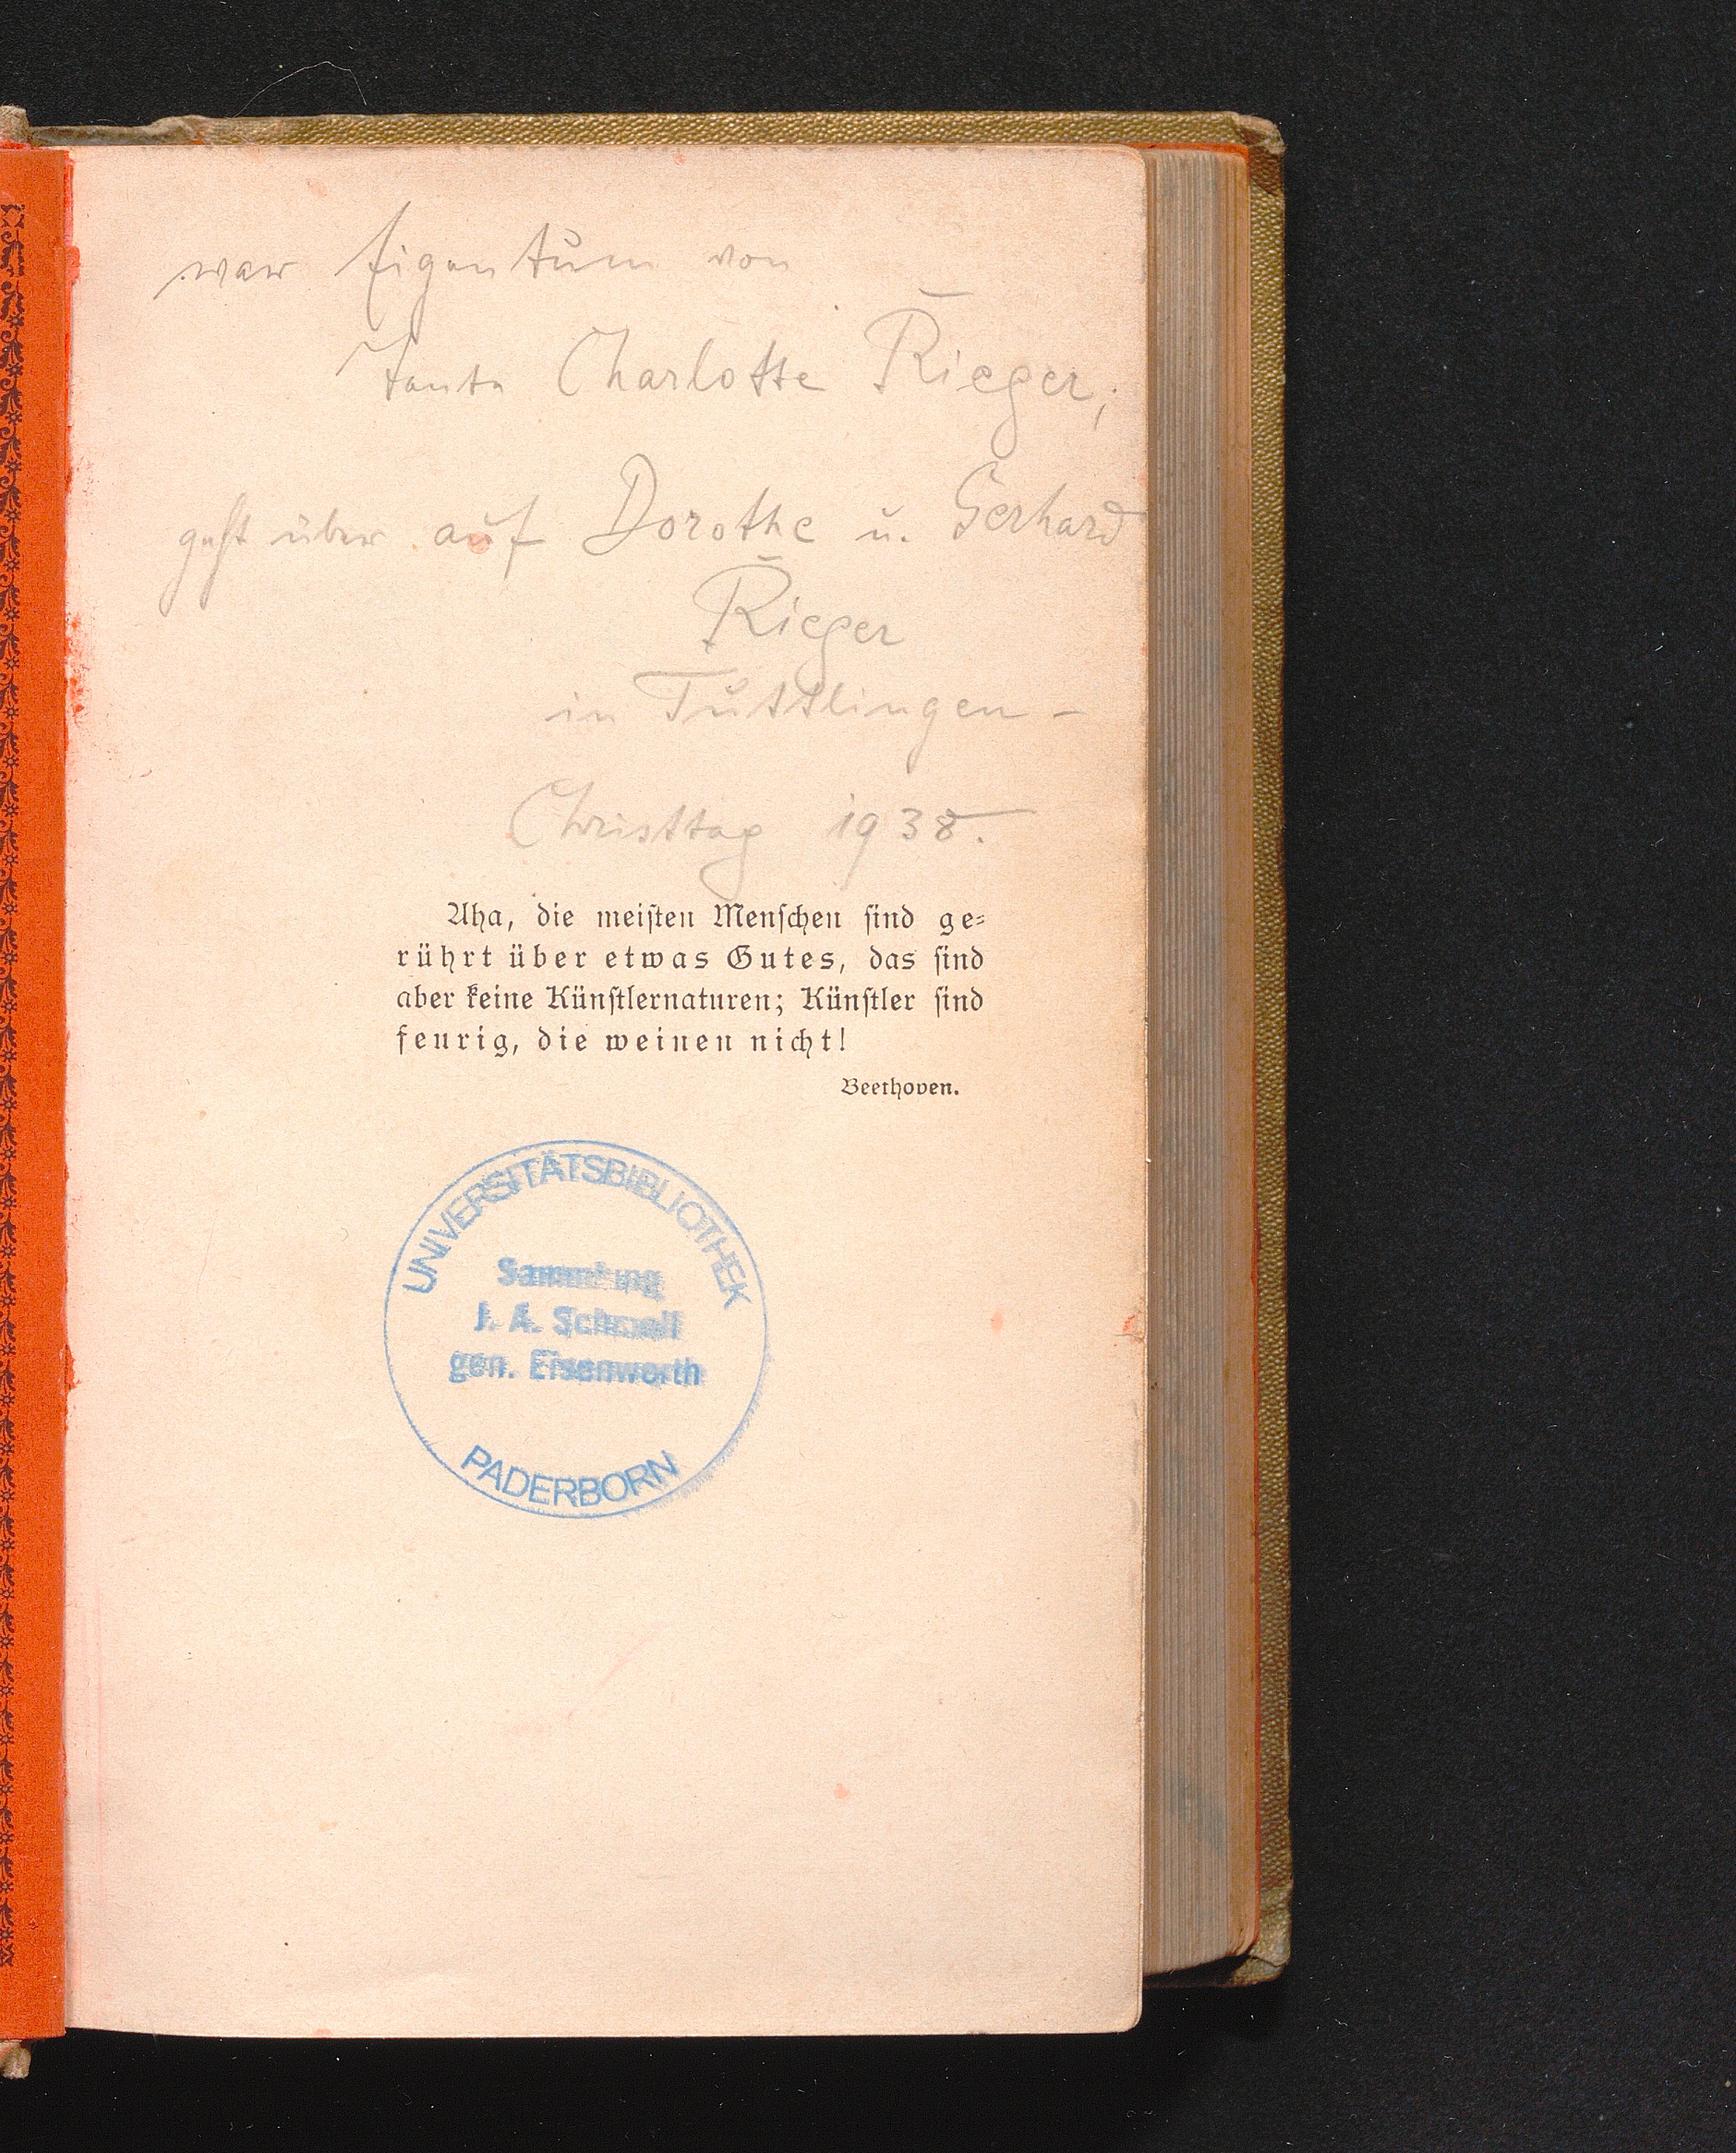 war Eigentum von
Tante Charlotte Rieger,
geht über auf Dorothe u. Gerhard
Rieger
in Tuttlingen -
Christtag 1938.
Aha, die meisten Menschen sind ge-
rührt über etwas Gutes, das sind
aber keine Künstlernaturen; Künstler sind
feurig, die weinen nicht!
Beethoven.
UNIVERSITÄTSBIBLIOTHEK
Sammlung
J. A. Schmoll
gen. Eisenwerth
PADERBORN